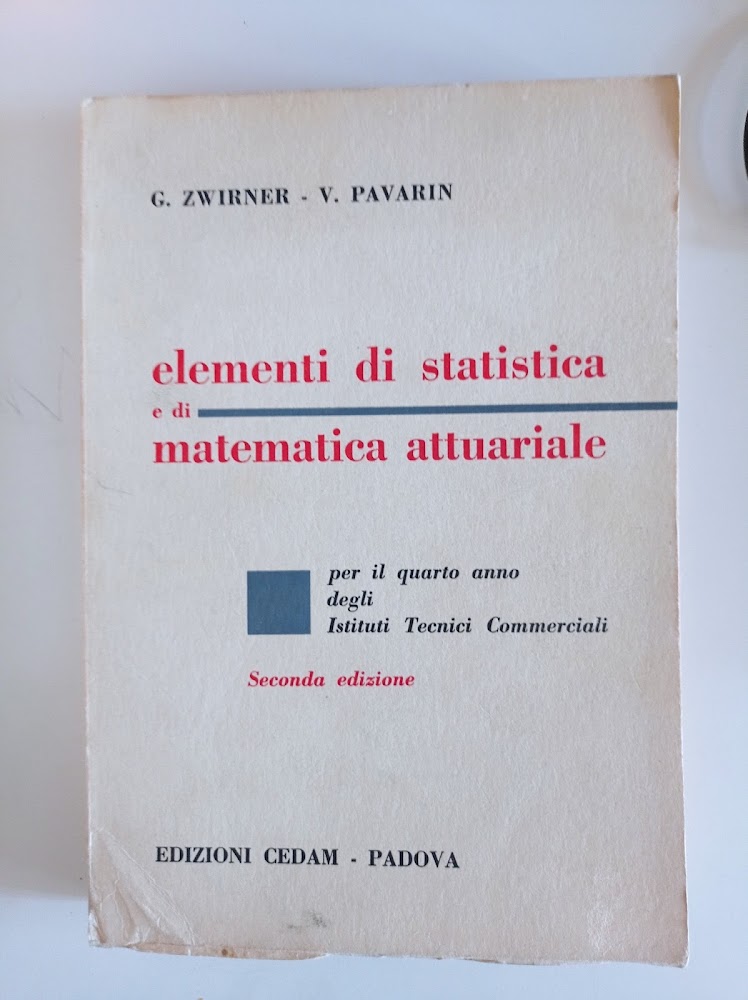 G. ZWIRNER - V. PAVARIN
elementi di statistica
e di
matematica attuariale
per il quarto anno
degli
Istituti Tecnici Commerciali
Seconda edizione
EDIZIONI CEDAM - PADOVA